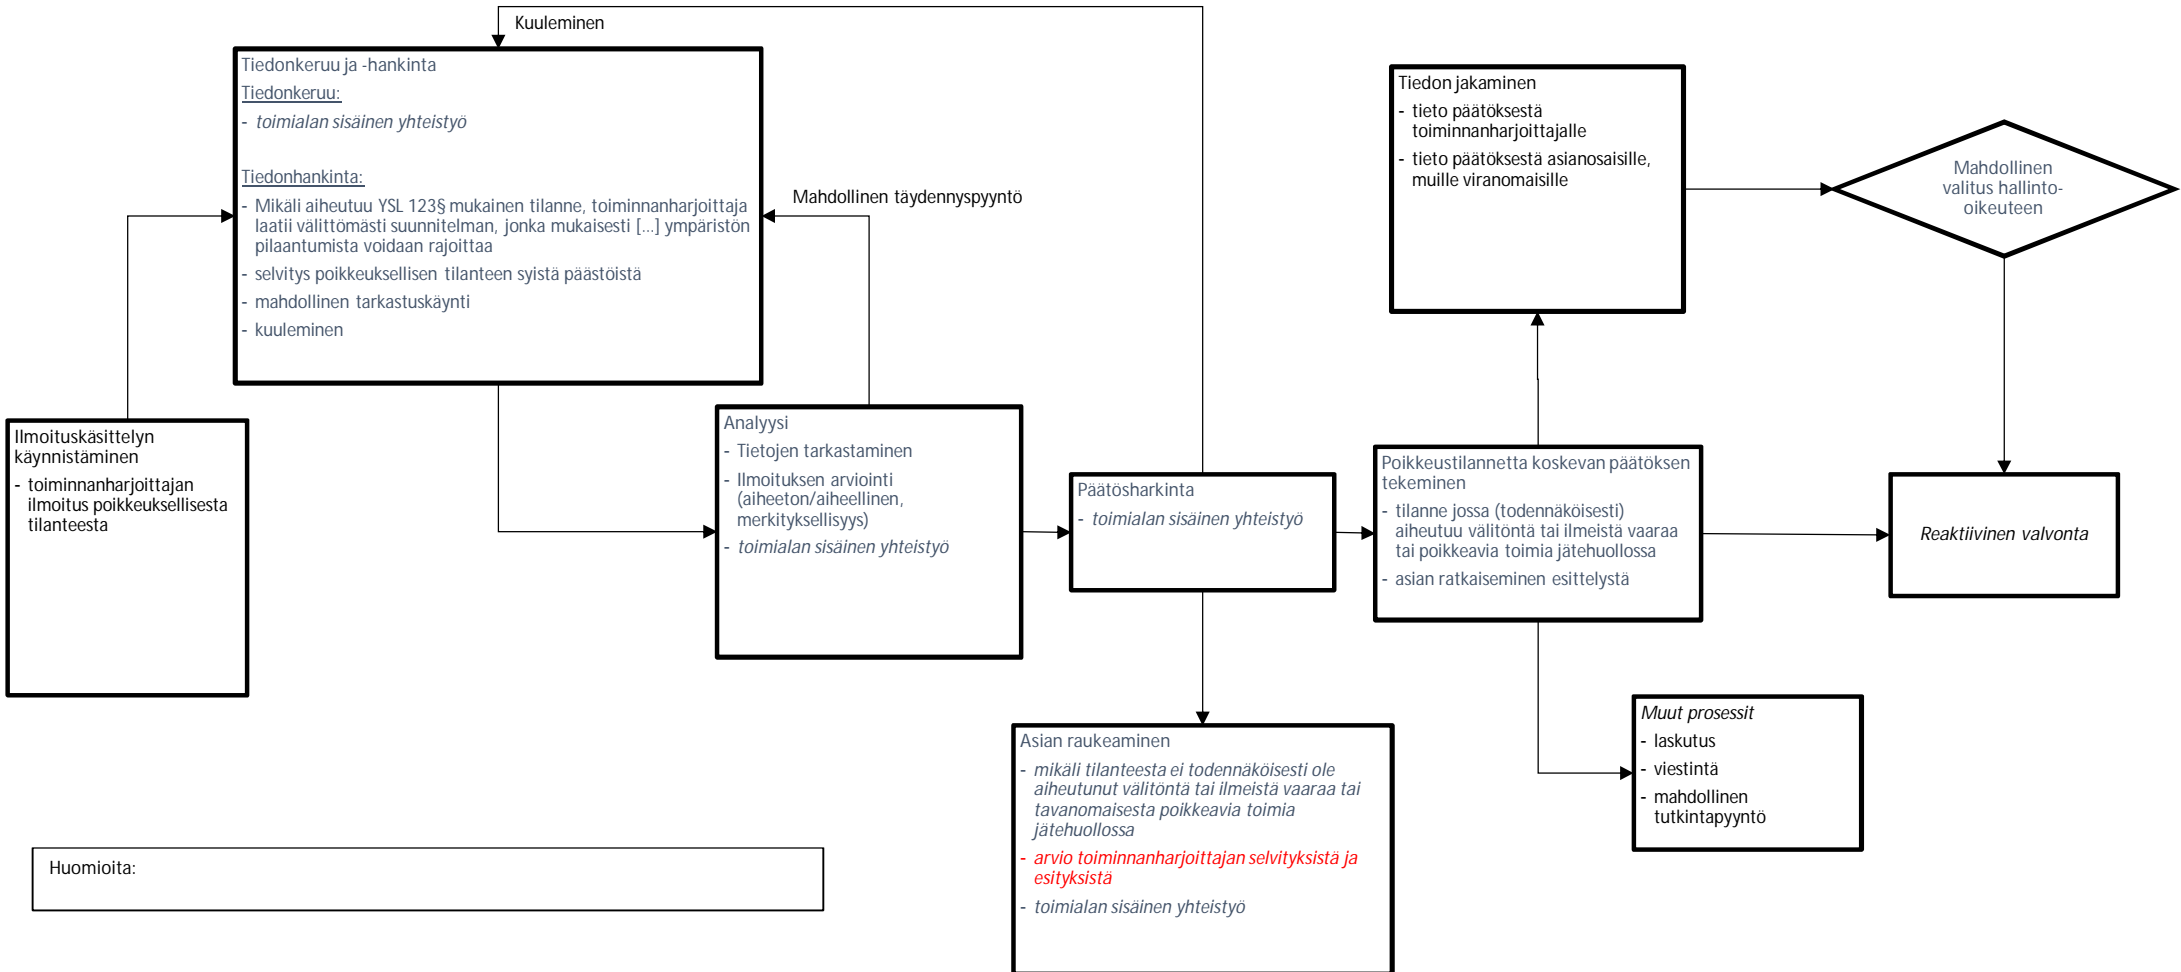 Kuuleminen
Tiedonkeruu ja -hankinta
Tiedonkeruu:
- toimialan sisäinen yhteistyö
Tiedonhankinta:
- Mikäli aiheutuu YSL 123§ mukainen tilanne, toiminnanharjoittaja
laatii välittömästi suunnitelman, jonka mukaisesti [...] ympäristön
pilaantumista voidaan rajoittaa
- selvitys poikkeuksellisen tilanteen syistä päästöistä
- mahdollinen tarkastuskäynti
- kuuleminen
Mahdollinen täydennyspyyntö
Ilmoituskäsittelyn
käynnistäminen
- toiminnanharjoittajan
ilmoitus poikkeuksellisesta
tilanteesta
Analyysi
- Tietojen tarkastaminen
- Ilmoituksen arviointi
(aiheeton/aiheellinen,
merkityksellisyys)
- toimialan sisäinen yhteistyö
Päätösharkinta
- toimialan sisäinen yhteistyö
Asian raukeaminen
- mikäli tilanteesta ei todennäköisesti ole
aiheutunut välitöntä tai ilmeistä vaaraa tai
tavanomaisesta poikkeavia toimia
jätehuollossa
- arvio toiminnanharjoittajan selvityksistä ja
esityksistä
- toimialan sisäinen yhteistyö
Poikkeustilannetta koskevan päätöksen
tekeminen
- tilanne jossa (todennäköisesti)
aiheutuu välitöntä tai ilmeistä vaaraa
tai poikkeavia toimia jätehuollossa
- asian ratkaiseminen esittelystä
Tiedon jakaminen
- tieto päätöksestä
toiminnanharjoittajalle
- tieto päätöksestä asianosaisille,
muille viranomaisille
Mahdollinen
valitus hallinto-
oikeuteen
Reaktiivinen valvonta
Muut prosessit
- laskutus
- viestintä
- mahdollinen
tutkintapyyntö
Huomioita: